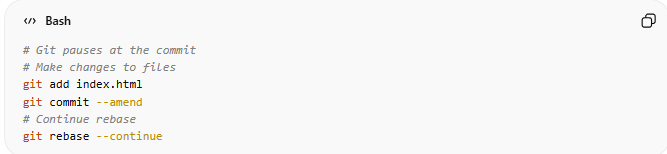 </> Bash
# Git pauses at the commit
# Make changes to files
git add index.html
git commit --amend
# Continue rebase
git rebase --continue